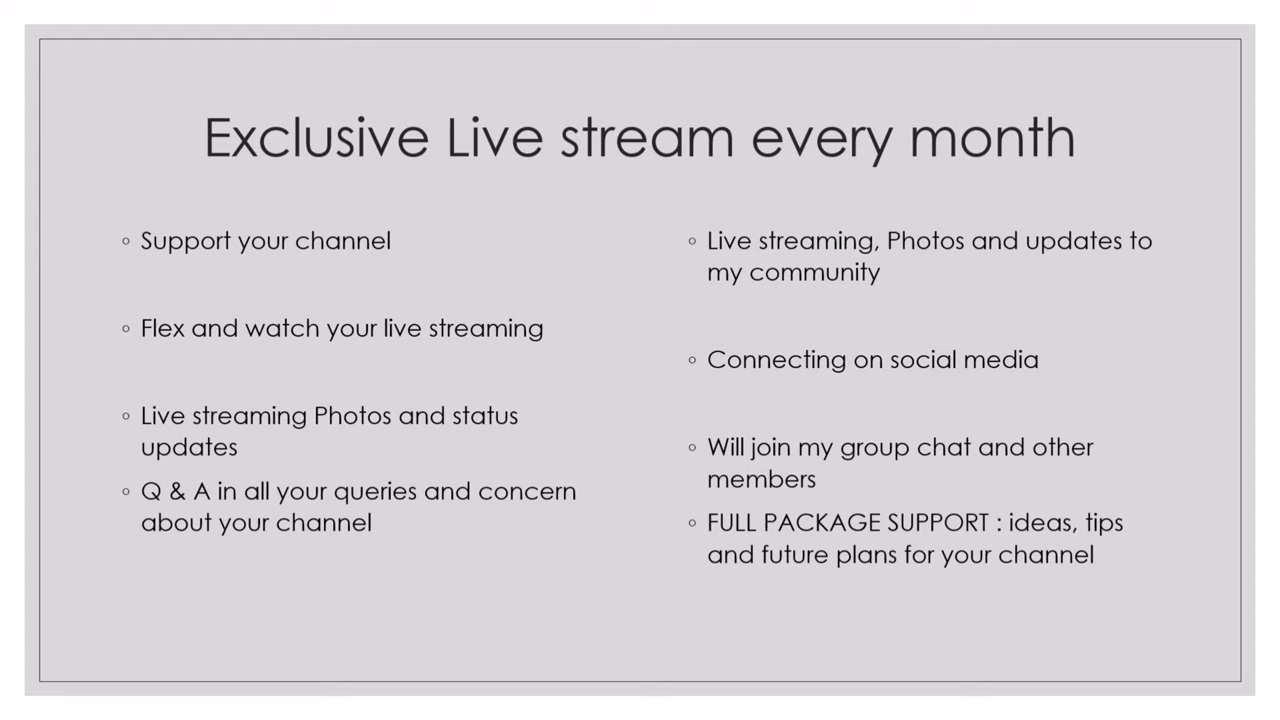 Exclusive Live stream every month
◦ Support your channel
◦ Flex and watch your live streaming
◦ Live streaming Photos and status
updates
◦ Q & A in all your queries and concern
about your channel
◦ Live streaming, Photos and updates to
my community
◦ Connecting on social media
◦ Will join my group chat and other
members
◦ FULL PACKAGE SUPPORT : ideas, tips
and future plans for your channel